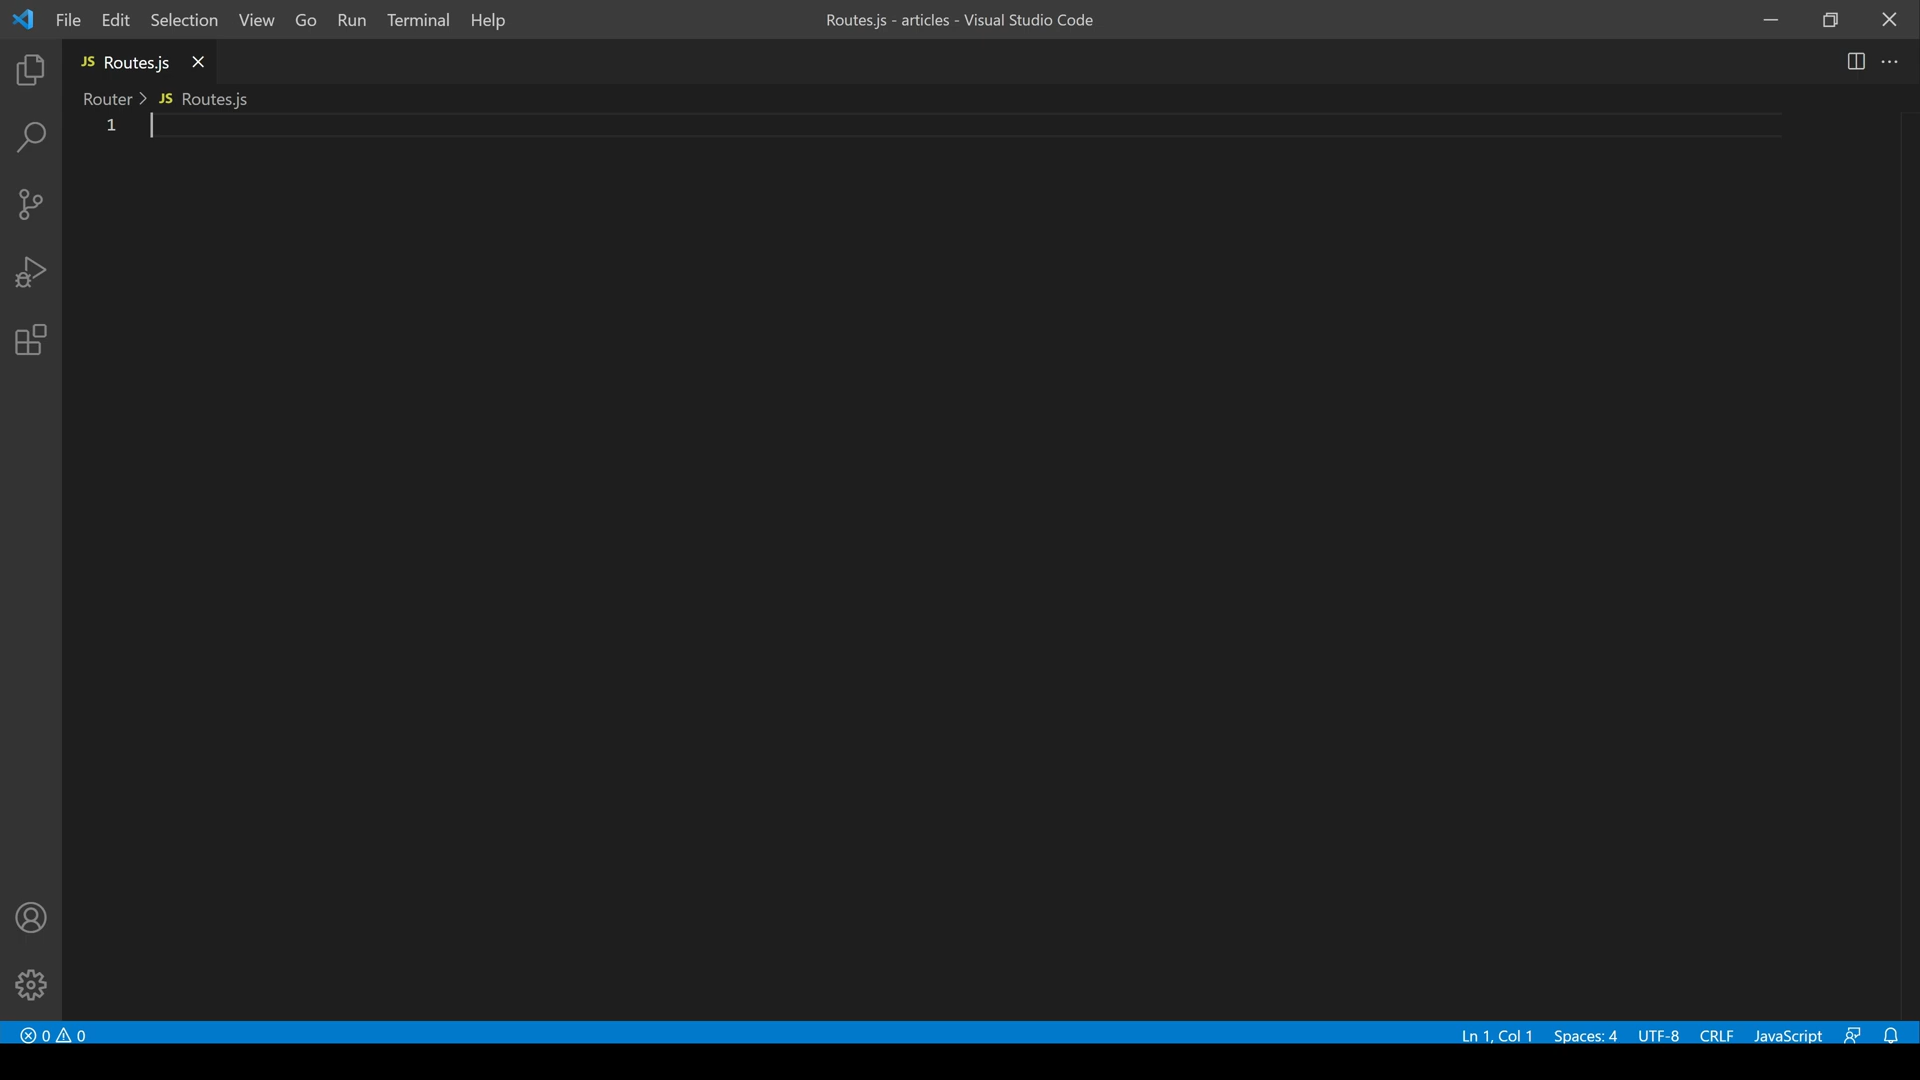 File Edit Selection View Go Run Terminal Help
Routes.js - articles - Visual Studio Code
JS Routes.js
Router > JS Routes.js
1
0 0
Ln 1, Col 1 Spaces: 4 UTF-8 CRLF JavaScript